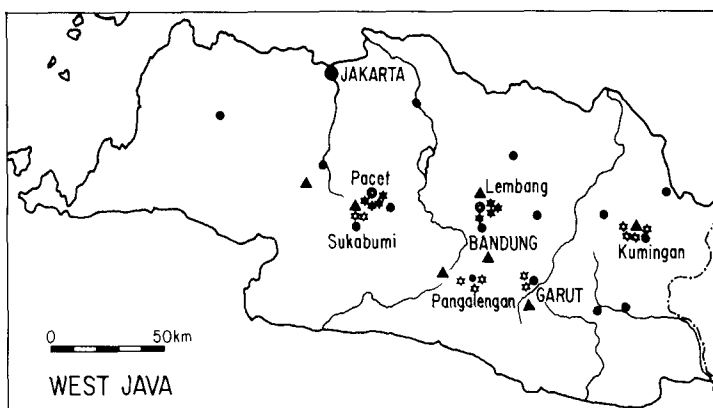 JAKARTA
Pacet
Lembang
Sukabumi
BANDUNG
Kumingan
Pangalengan
GARUT
0 50km
WEST JAVA